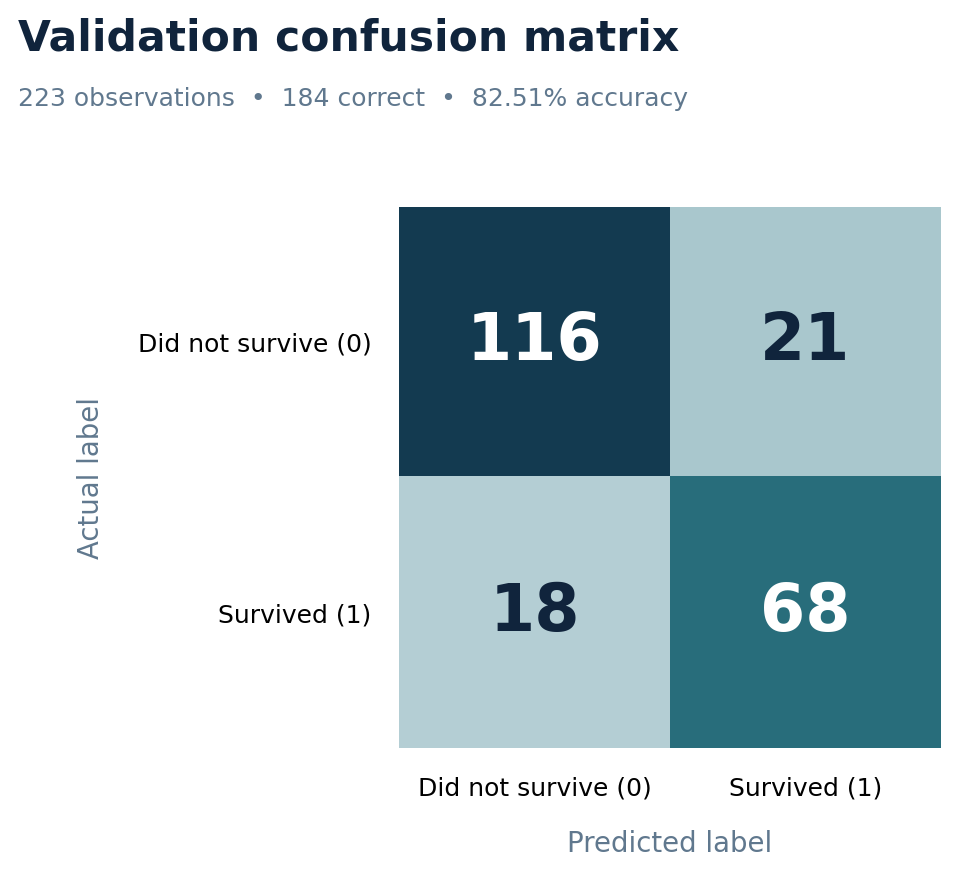 Validation confusion matrix
223 observations • 184 correct • 82.51% accuracy
Did not survive (0)
116
21
Actual label
Survived (1)
18
68
Did not survive (0)
Survived (1)
Predicted label